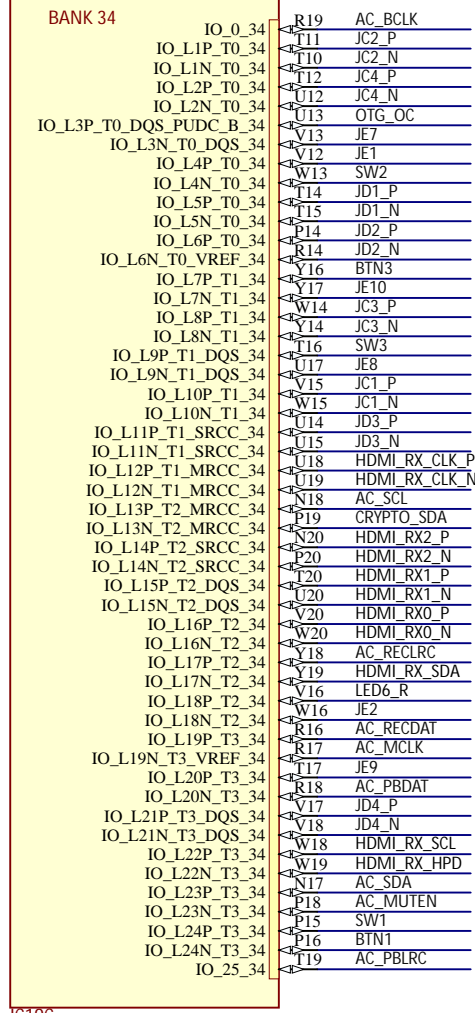 BANK 34
IO_0_34 R19 AC_BCLK
IO_L1P_T0_34 T11 JC2_P
IO_L1N_T0_34 T10 JC2_N
IO_L2P_T0_34 T12 JC4_P
IO_L2N_T0_34 U12 JC4_N
IO_L3P_T0_DQS_PUDC_B_34 U13 OTG_OC
IO_L3N_T0_DQS_34 V13 JE7
IO_L4P_T0_34 V12 JE1
IO_L4N_T0_34 W13 SW2
IO_L5P_T0_34 T14 JD1_P
IO_L5N_T0_34 T15 JD1_N
IO_L6P_T0_34 P14 JD2_P
IO_L6N_T0_VREF_34 R14 JD2_N
IO_L7P_T1_34 Y16 BTN3
IO_L7N_T1_34 Y17 JE10
IO_L8P_T1_34 W14 JC3_P
IO_L8N_T1_34 Y14 JC3_N
IO_L9P_T1_DQS_34 T16 SW3
IO_L9N_T1_DQS_34 U17 JE8
IO_L10P_T1_34 V15 JC1_P
IO_L10N_T1_34 W15 JC1_N
IO_L11P_T1_SRCC_34 U14 JD3_P
IO_L11N_T1_SRCC_34 U15 JD3_N
IO_L12P_T1_MRCC_34 U18 HDMI_RX_CLK_P
IO_L12N_T1_MRCC_34 U19 HDMI_RX_CLK_N
IO_L13P_T2_MRCC_34 N18 AC_SCL
IO_L13N_T2_MRCC_34 P19 CRYPTO_SDA
IO_L14P_T2_SRCC_34 N20 HDMI_RX2_P
IO_L14N_T2_SRCC_34 P20 HDMI_RX2_N
IO_L15P_T2_DQS_34 T20 HDMI_RX1_P
IO_L15N_T2_DQS_34 U20 HDMI_RX1_N
IO_L16P_T2_34 V20 HDMI_RX0_P
IO_L16N_T2_34 W20 HDMI_RX0_N
IO_L17P_T2_34 Y18 AC_RECLRC
IO_L17N_T2_34 Y19 HDMI_RX_SDA
IO_L18P_T2_34 V16 LED6_R
IO_L18N_T2_34 W16 JE2
IO_L19P_T3_34 R16 AC_RECDAT
IO_L19N_T3_VREF_34 R17 AC_MCLK
IO_L20P_T3_34 T17 JE9
IO_L20N_T3_34 R18 AC_PBDAT
IO_L21P_T3_DQS_34 V17 JD4_P
IO_L21N_T3_DQS_34 V18 JD4_N
IO_L22P_T3_34 W18 HDMI_RX_SCL
IO_L22N_T3_34 W19 HDMI_RX_HPD
IO_L23P_T3_34 N17 AC_SDA
IO_L23N_T3_34 P18 AC_MUTEN
IO_L24P_T3_34 P15 SW1
IO_L24N_T3_34 P16 BTN1
IO_25_34 T19 AC_PBLRC